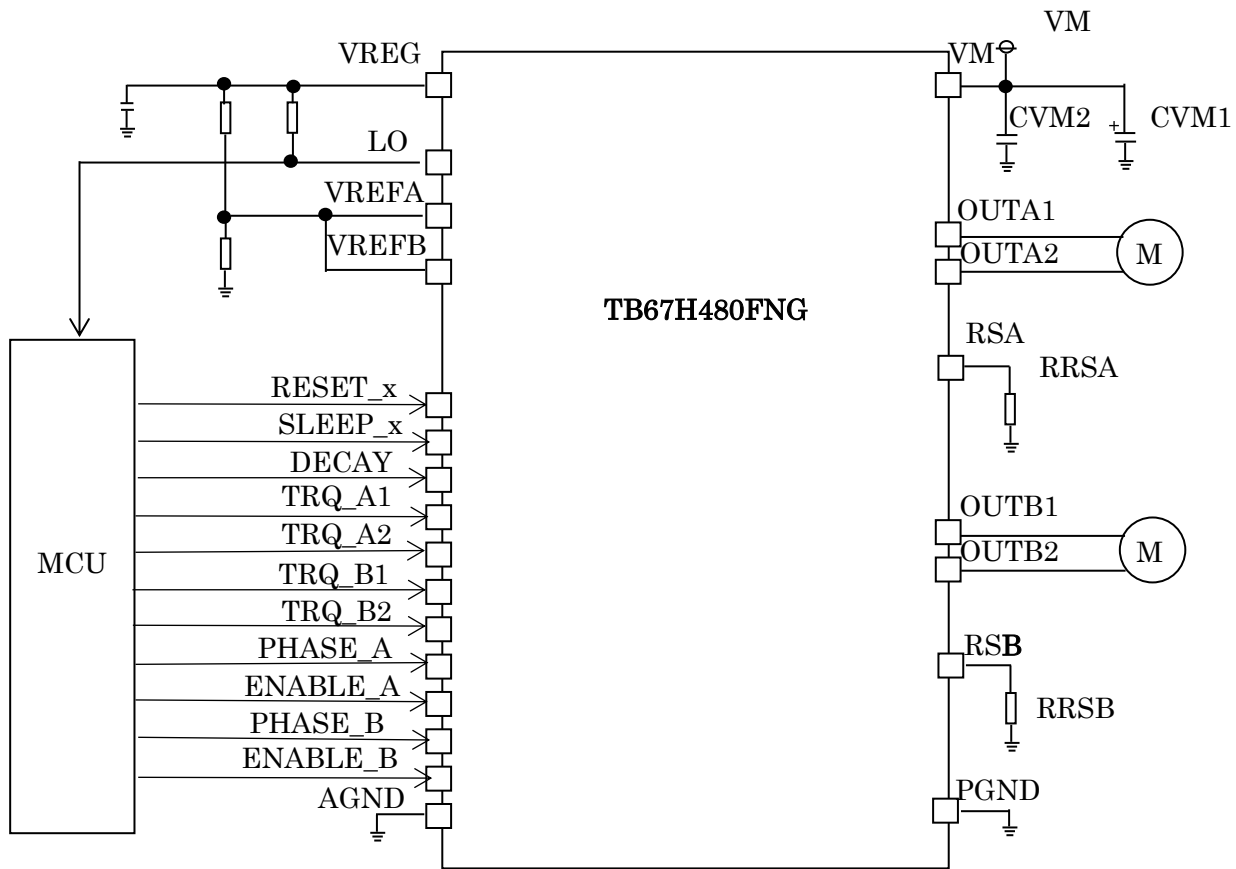 VM
VREG
VM
CVM2
+
CVM1
LO
VREFA
VREFB
OUTA1
OUTA2
M
TB67H480FNG
RSA
RRSA
RESET_x
SLEEP_x
DECAY
TRQ_A1
TRQ_A2
TRQ_B1
TRQ_B2
PHASE_A
ENABLE_A
PHASE_B
ENABLE_B
AGND
MCU
OUTB1
OUTB2
M
RSB
RRSB
PGND